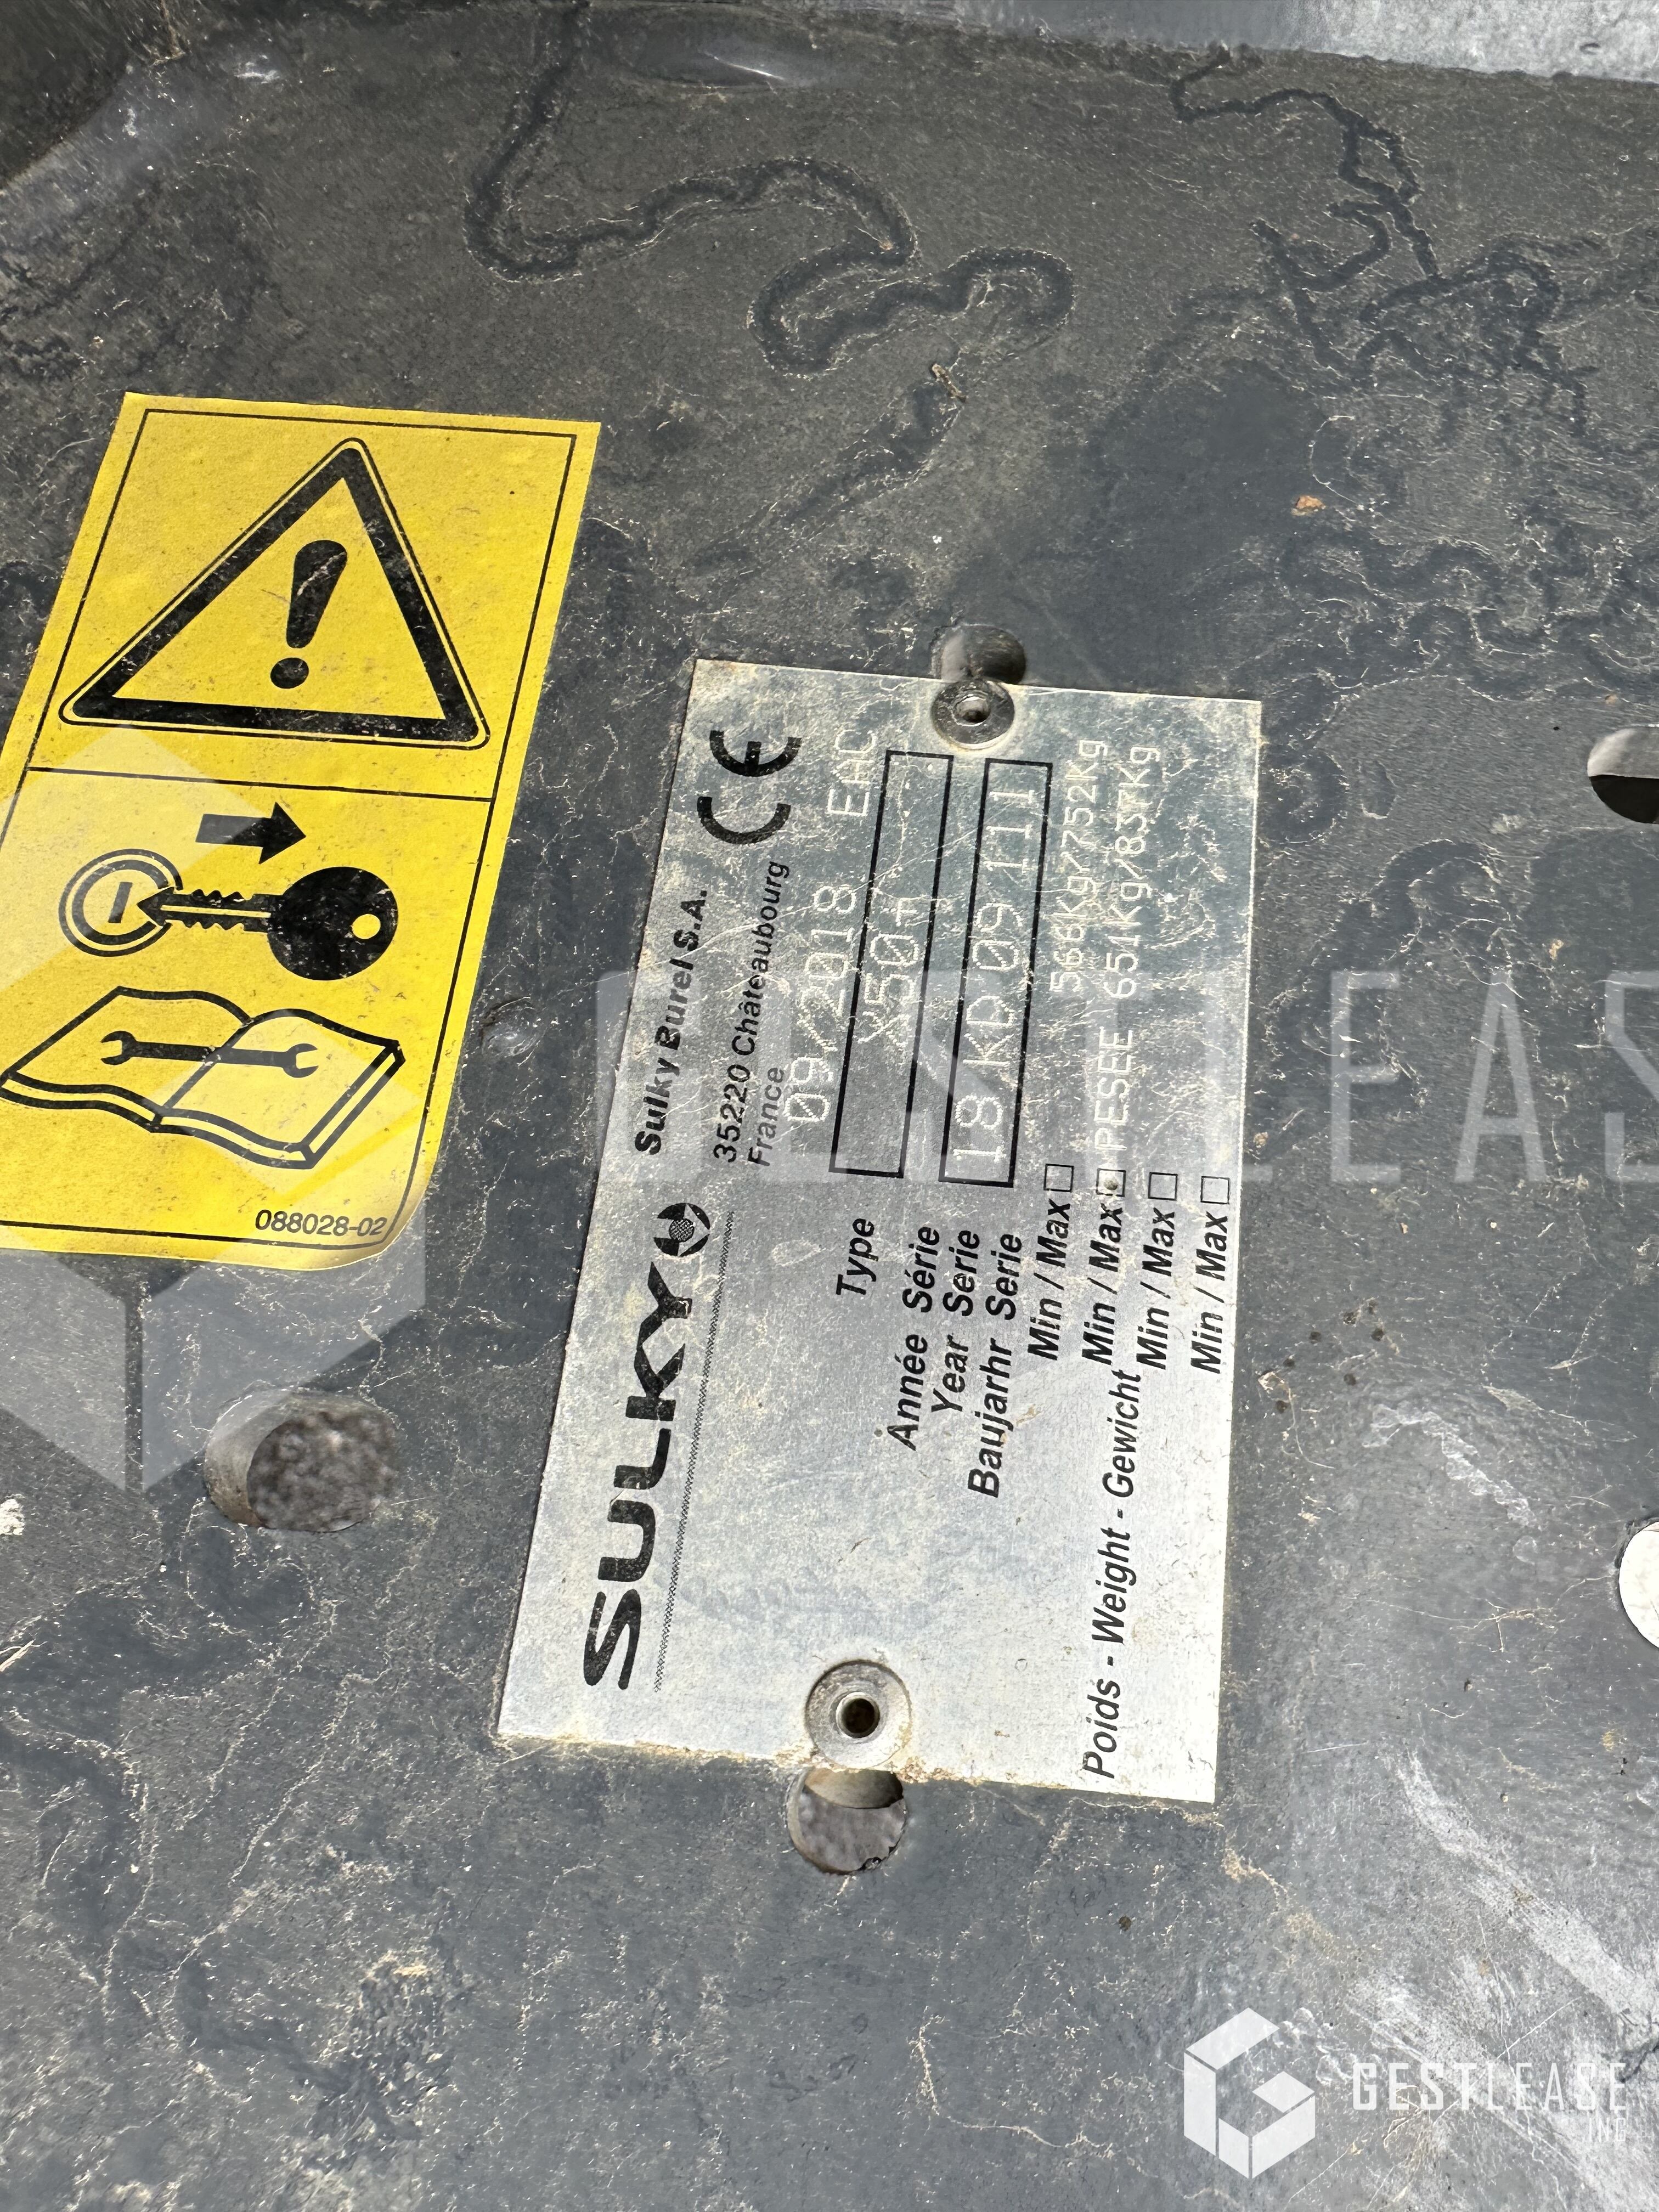 088028-02
SULKY
Sulky Burel S.A.
35220 Châteaubourg
France
CE
09/2018 EAC
Type X50+
Année Série
Year Serie
Baujarhr Serie
18 KD 09 111
Poids - Weight - Gewicht
Min / Max 566Kg/752Kg
Min / Max PESEE 651Kg/837Kg
Min / Max
Min / Max
GESTLEAS
GESTLEASE
INC